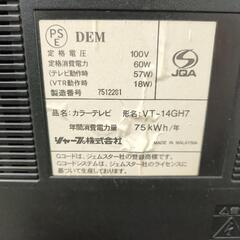 PS
E
DEM
JQA
定格電圧 100V
定格消費電力 60W
(テレビ動作時 57W)
(VTR動作時 18W)
製造番号 7512281
品名:カラーテレビ 形名:VT-14GH7
年間消費電力量 75kWh/年
シャープ株式会社 MADE IN MALAYSIA
Gコードは、ジェムスター社の登録商標です。
Gコードシステムは、ジェムスター社のライセンスに
基づいて生産しております。